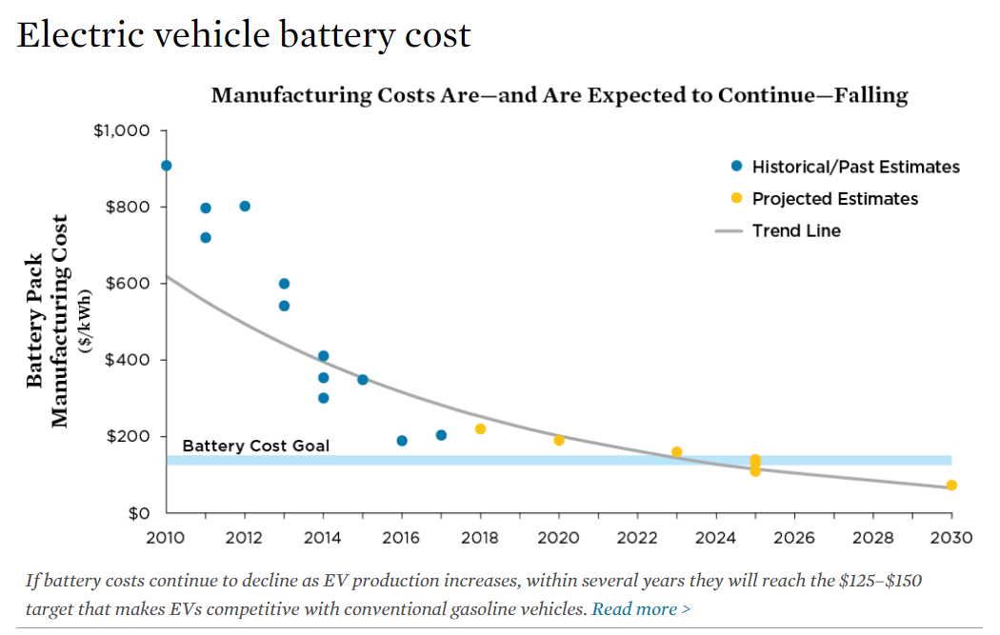 Electric vehicle battery cost
Manufacturing Costs Are—and Are Expected to Continue—Falling
Battery Pack
Manufacturing Cost
($/kWh)
$1,000
$800
$600
$400
$200
$0
Historical/Past Estimates
Projected Estimates
Trend Line
Battery Cost Goal
2010 2012 2014 2016 2018 2020 2022 2024 2026 2028 2030
If battery costs continue to decline as EV production increases, within several years they will reach the $125–$150
target that makes EVs competitive with conventional gasoline vehicles. Read more >